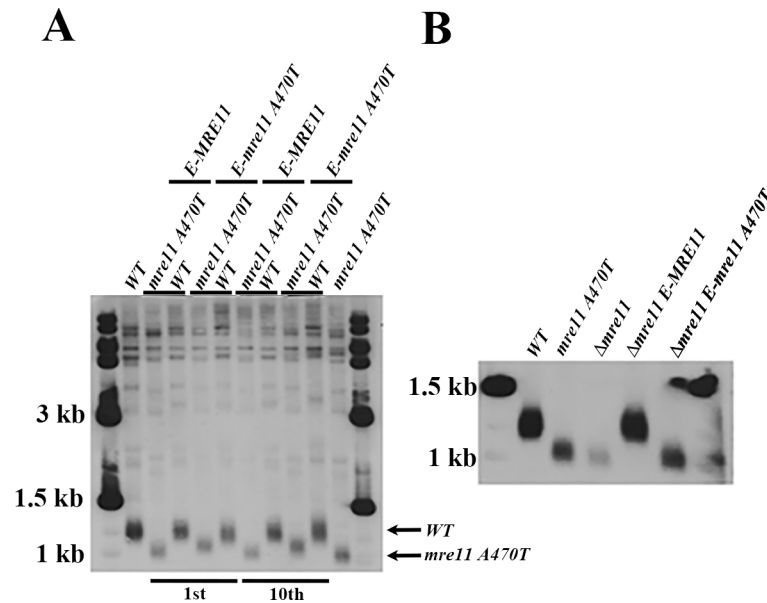 A
B
E-MRE11
E-mre11 A470T
E-MRE11
E-mre11 A470T
WT
mre11 A470T
WT
mre11 A470T
WT
mre11 A470T
WT
mre11 A470T
WT
mre11 A470T
3 kb
1.5 kb
1 kb
WT
mre11 A470T
1st
10th
WT
mre11 A470T
Δmre11
Δmre11 E-MRE11
Δmre11 E-mre11 A470T
1.5 kb
1 kb